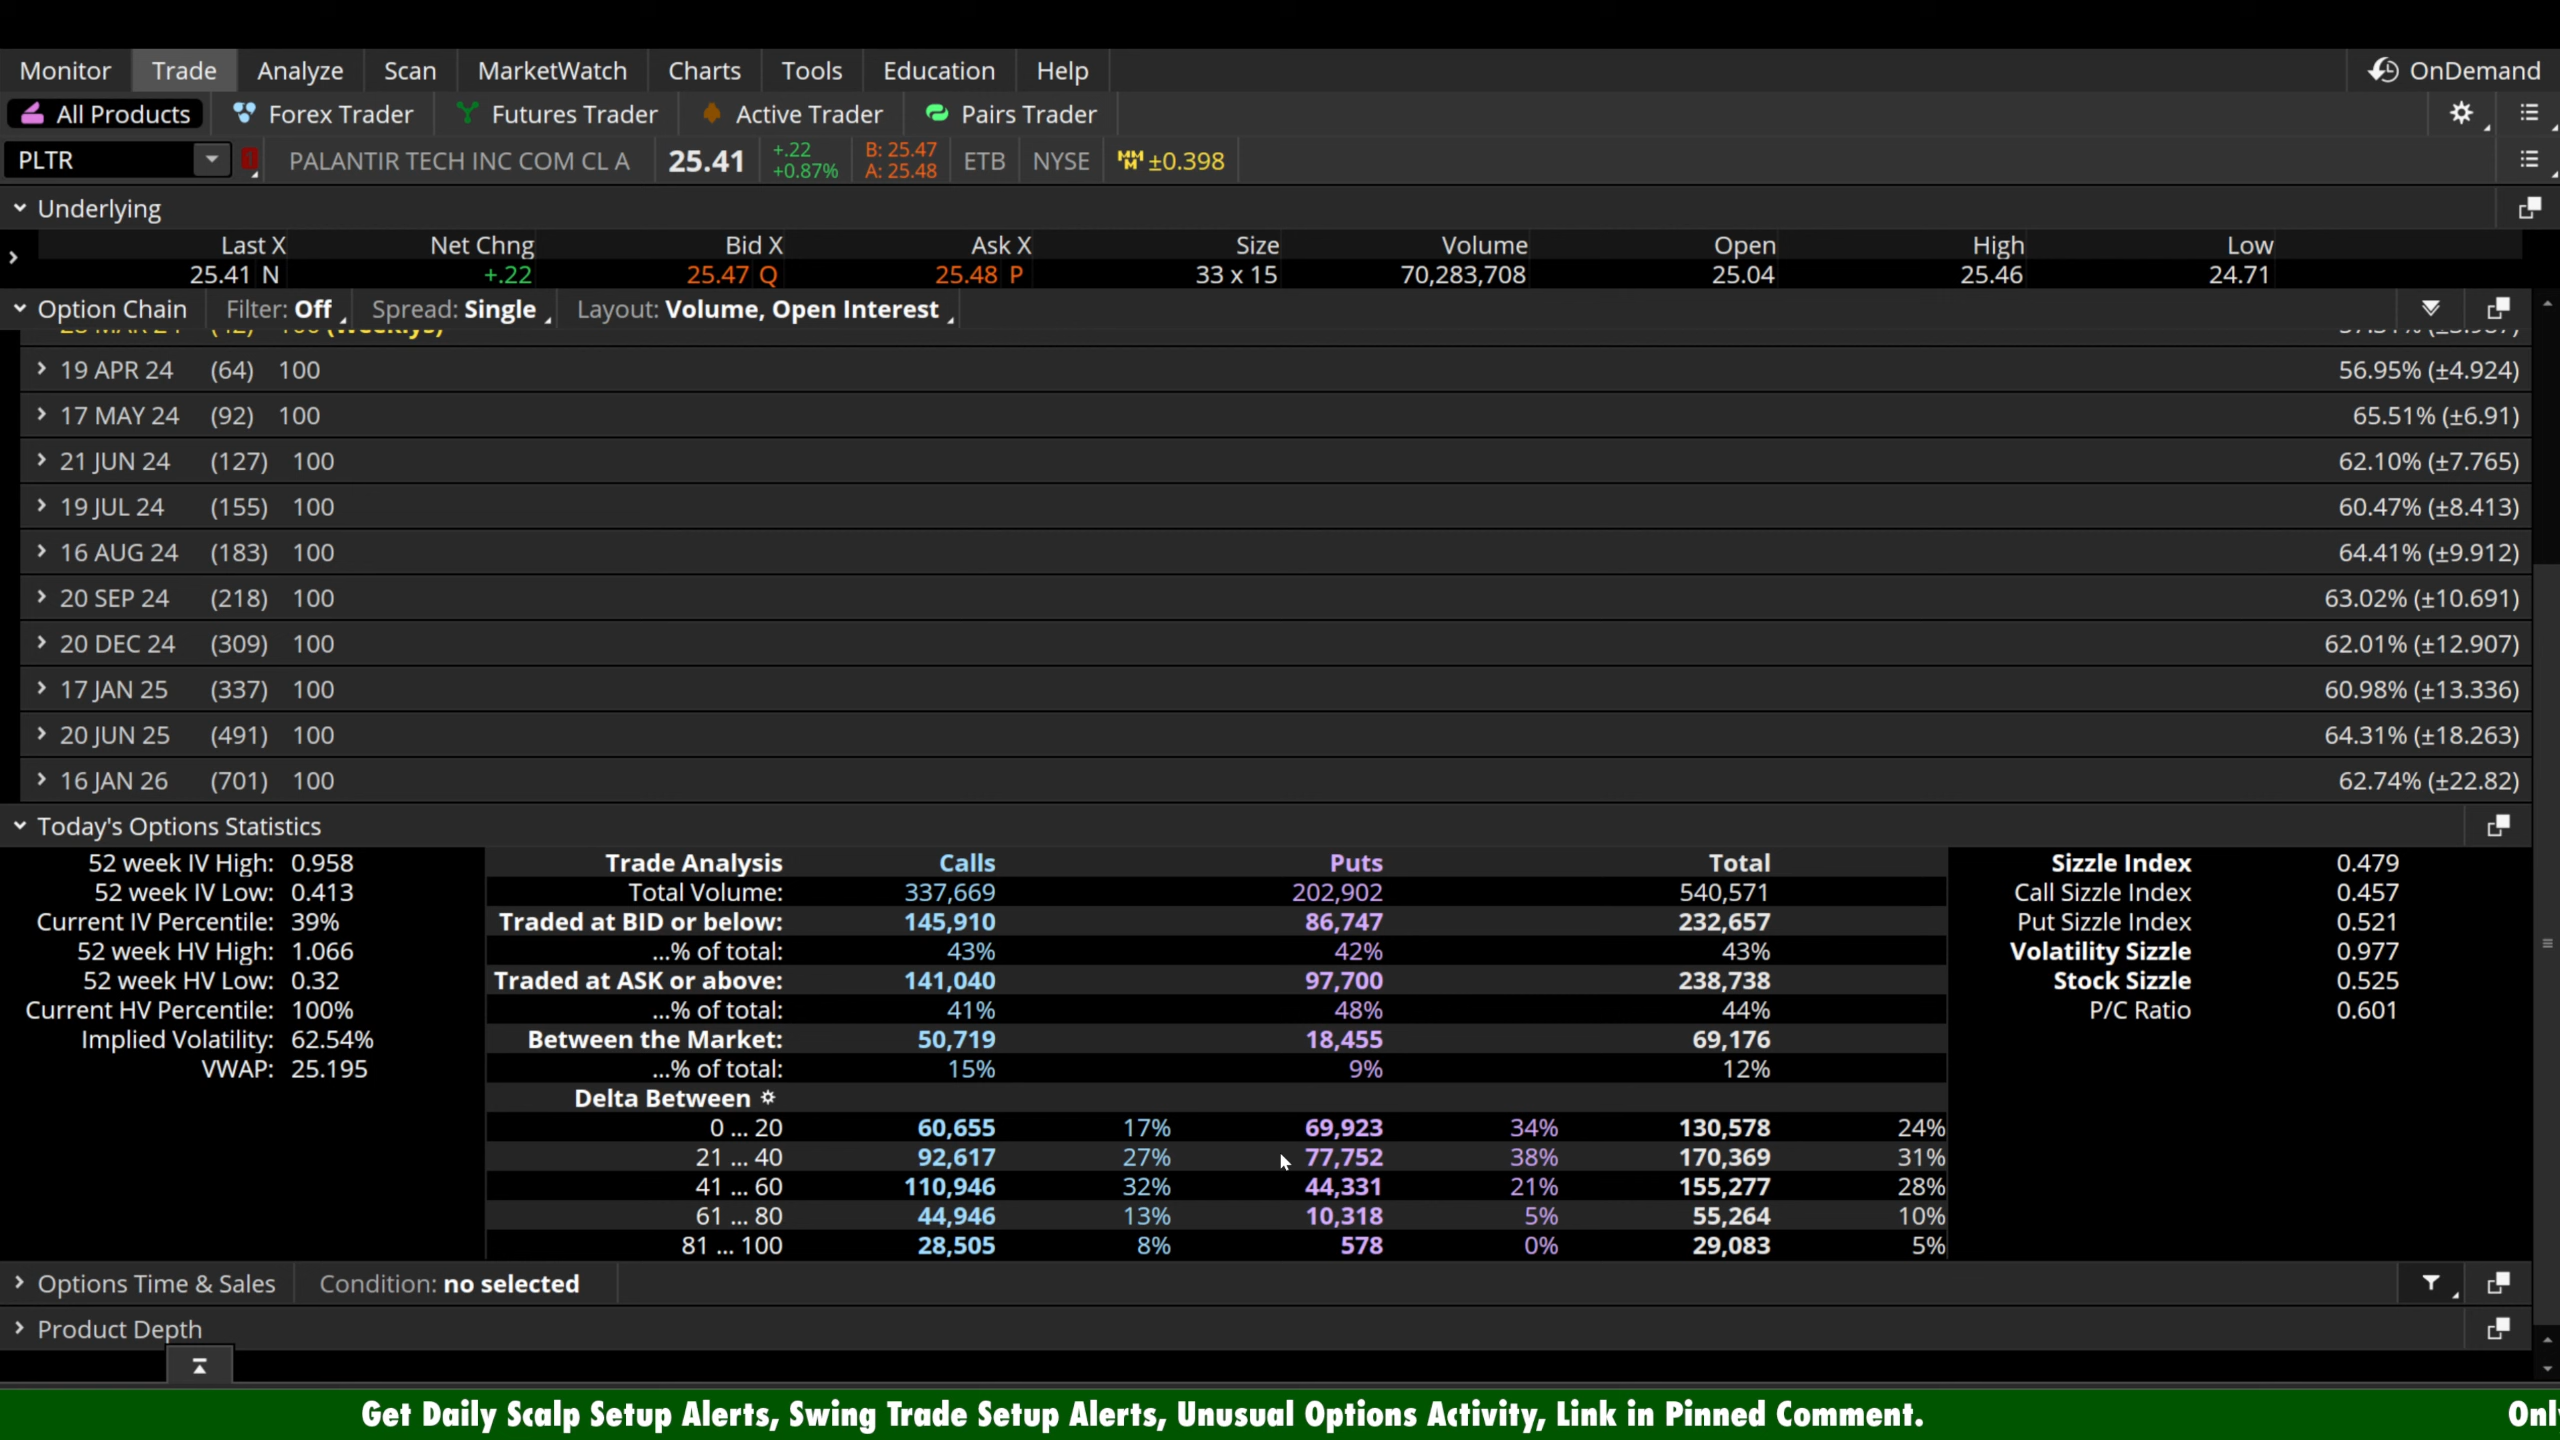 Monitor Trade Analyze Scan MarketWatch Charts Tools Education Help OnDemand
All Products Forex Trader Futures Trader Active Trader Pairs Trader
PLTR 1 PALANTIR TECH INC COM CL A 25.41 +.22 +0.87% B: 25.47 A: 25.48 ETB NYSE ±0.398
Underlying
Last X Net Chng Bid X Ask X Size Volume Open High Low
25.41 N +.22 25.47 Q 25.48 P 33 x 15 70,283,708 25.04 25.46 24.71
Option Chain Filter: Off Spread: Single Layout: Volume, Open Interest
19 APR 24 (64) 100 56.95% (±4.924)
17 MAY 24 (92) 100 65.51% (±6.91)
21 JUN 24 (127) 100 62.10% (±7.765)
19 JUL 24 (155) 100 60.47% (±8.413)
16 AUG 24 (183) 100 64.41% (±9.912)
20 SEP 24 (218) 100 63.02% (±10.691)
20 DEC 24 (309) 100 62.01% (±12.907)
17 JAN 25 (337) 100 60.98% (±13.336)
20 JUN 25 (491) 100 64.31% (±18.263)
16 JAN 26 (701) 100 62.74% (±22.82)
Today's Options Statistics
52 week IV High: 0.958 Trade Analysis Calls Puts Total Sizzle Index 0.479
52 week IV Low: 0.413 Total Volume: 337,669 202,902 540,571 Call Sizzle Index 0.457
Current IV Percentile: 39% Traded at BID or below: 145,910 86,747 232,657 Put Sizzle Index 0.521
52 week HV High: 1.066 ...% of total: 43% 42% 43% Volatility Sizzle 0.977
52 week HV Low: 0.32 Traded at ASK or above: 141,040 97,700 238,738 Stock Sizzle 0.525
Current HV Percentile: 100% ...% of total: 41% 48% 44% P/C Ratio 0.601
Implied Volatility: 62.54% Between the Market: 50,719 18,455 69,176
VWAP: 25.195 ...% of total: 15% 9% 12%
Delta Between
0 ... 20 60,655 17% 69,923 34% 130,578 24%
21 ... 40 92,617 27% 77,752 38% 170,369 31%
41 ... 60 110,946 32% 44,331 21% 155,277 28%
61 ... 80 44,946 13% 10,318 5% 55,264 10%
81 ... 100 28,505 8% 578 0% 29,083 5%
Options Time & Sales Condition: no selected
Product Depth
Get Daily Scalp Setup Alerts, Swing Trade Setup Alerts, Unusual Options Activity, Link in Pinned Comment.